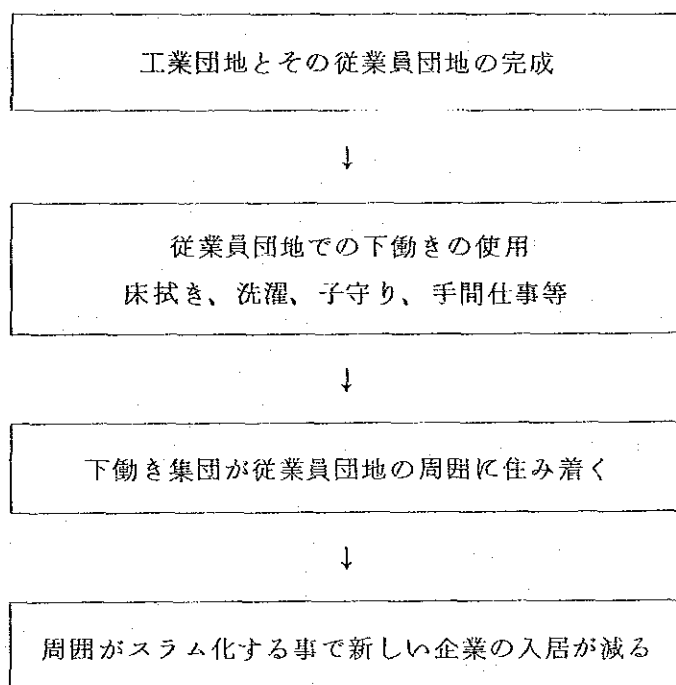 工業団地とその従業員団地の完成
↓
従業員団地での下働きの使用
床拭き、洗濯、子守り、手間仕事等
↓
下働き集団が従業員団地の周囲に住み着く
↓
周囲がスラム化する事で新しい企業の入居が減る